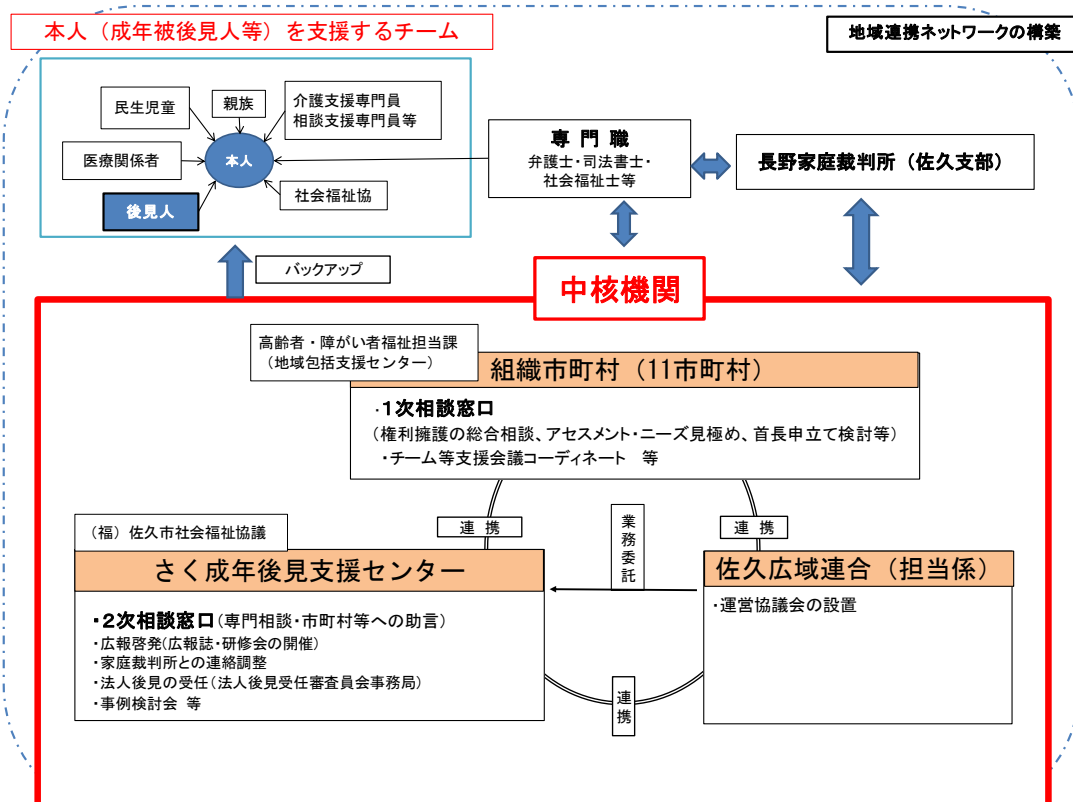 本人（成年被後見人等）を支援するチーム
地域連携ネットワークの構築
民生児童
親族
介護支援専門員
相談支援専門員等
医療関係者
本人
後見人
社会福祉協
専 門 職
弁護士・司法書士・
社会福祉士等
長野家庭裁判所（佐久支部）
バックアップ
中核機関
高齢者・障がい者福祉担当課
（地域包括支援センター）
組織市町村（11市町村）
・１次相談窓口
（権利擁護の総合相談、アセスメント・ニーズ見極め、首長申立て検討等）
・チーム等支援会議コーディネート　等
連 携
業務委託
連 携
（福）佐久市社会福祉協議
さく成年後見支援センター
・２次相談窓口（専門相談・市町村等への助言）
・広報啓発（広報誌・研修会の開催）
・家庭裁判所との連絡調整
・法人後見の受任（法人後見受任審査員会事務局）
・事例検討会 等
佐久広域連合（担当係）
・運営協議会の設置
連携